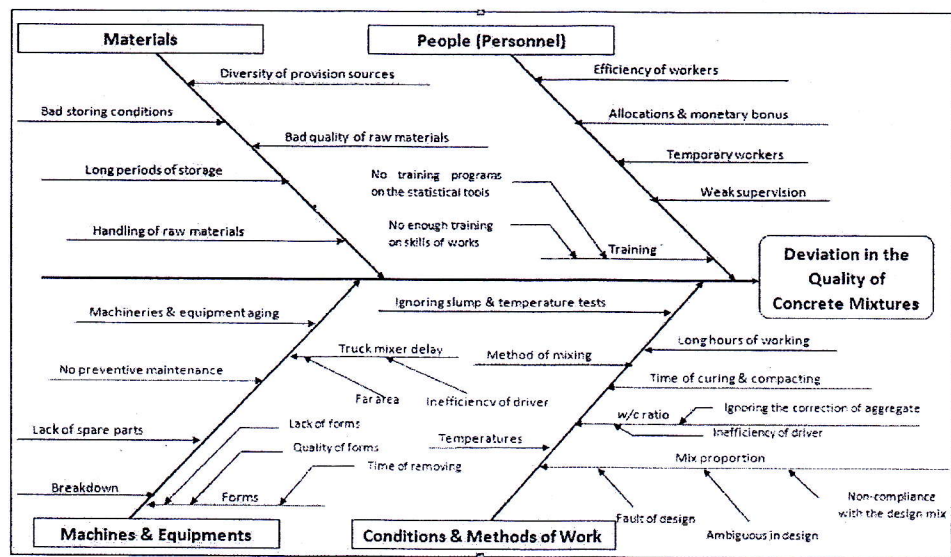 Materials
People (Personnel)
Diversity of provision sources
Bad storing conditions
Bad quality of raw materials
Long periods of storage
Handling of raw materials
Efficiency of workers
Allocations & monetary bonus
Temporary workers
Weak supervision
No training programs
on the statistical tools
No enough training
on skills of works
Training
Deviation in the
Quality of
Concrete Mixtures
Machineries & equipment aging
Truck mixer delay
No preventive maintenance
Far area
Inefficiency of driver
Lack of spare parts
Lack of forms
Quality of forms
Time of removing
Breakdown
Forms
Ignoring slump & temperature tests
Long hours of working
Method of mixing
Time of curing & compacting
w/c ratio
Ignoring the correction of aggregate
Inefficiency of driver
Temperatures
Mix proportion
Fault of design
Ambiguous in design
Non-compliance
with the design mix
Machines & Equipments
Conditions & Methods of Work